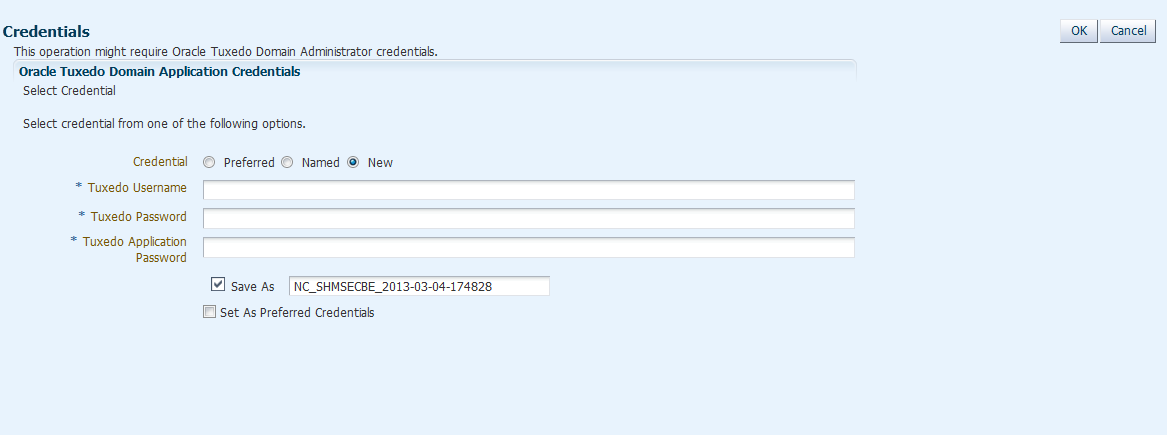 Credentials
OK Cancel
This operation might require Oracle Tuxedo Domain Administrator credentials.
Oracle Tuxedo Domain Application Credentials
Select Credential
Select credential from one of the following options.
Credential Preferred Named New
* Tuxedo Username
* Tuxedo Password
* Tuxedo Application
Password
Save As NC_SHMSECBE_2013-03-04-174828
Set As Preferred Credentials